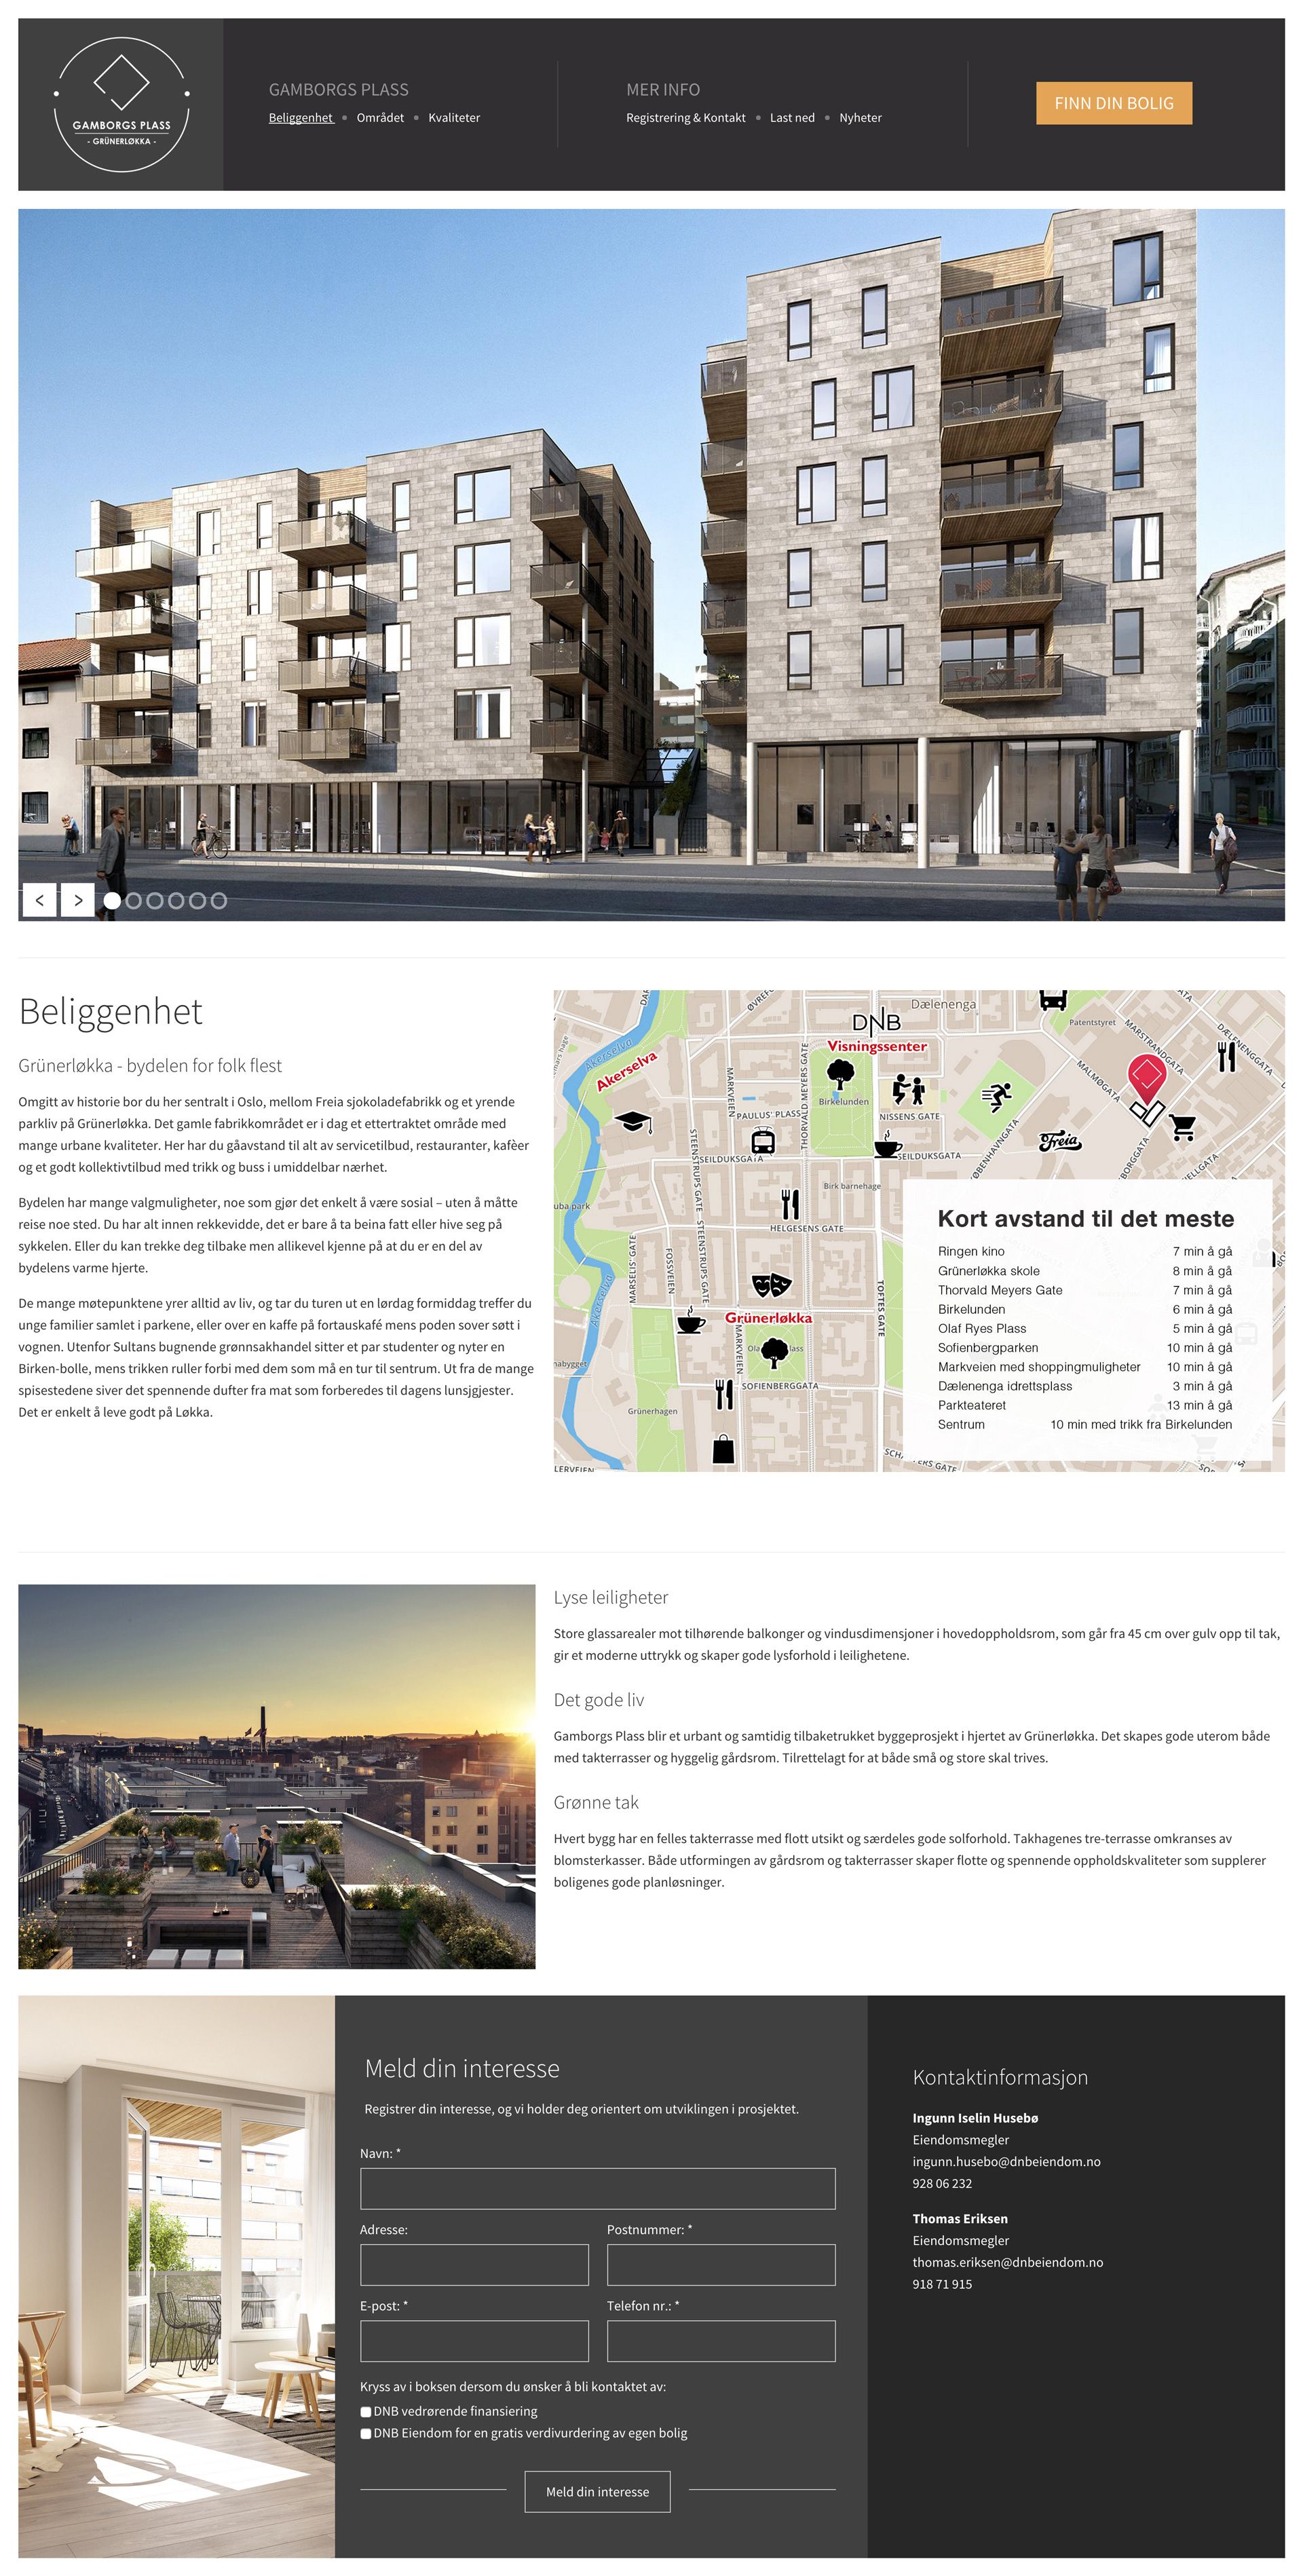 GAMBORGS PLASS
- GRÜNERLØKKA -
GAMBORGS PLASS
Beliggenhet • Området • Kvaliteter
MER INFO
Registrering & Kontakt • Last ned • Nyheter
FINN DIN BOLIG
< >
Beliggenhet
Grünerløkka - bydelen for folk flest
Omgitt av historie bor du her sentralt i Oslo, mellom Freia sjokoladefabrikk og et yrende
parkliv på Grünerløkka. Det gamle fabrikkområdet er i dag et ettertraktet område med
mange urbane kvaliteter. Her har du gåavstand til alt av servicetilbud, restauranter, kafèer
og et godt kollektivtilbud med trikk og buss i umiddelbar nærhet.
Bydelen har mange valgmuligheter, noe som gjør det enkelt å være sosial – uten å måtte
reise noe sted. Du har alt innen rekkevidde, det er bare å ta beina fatt eller hive seg på
sykkelen. Eller du kan trekke deg tilbake men allikevel kjenne på at du er en del av
bydelens varme hjerte.
De mange møtepunktene yrer alltid av liv, og tar du turen ut en lørdag formiddag treffer du
unge familier samlet i parkene, eller over en kaffe på fortauskafé mens poden sover søtt i
vognen. Utenfor Sultans bugnende grønnsakhandel sitter et par studenter og nyter en
Birken-bolle, mens trikken ruller forbi med dem som må en tur til sentrum. Ut fra de mange
spisestedene siver det spennende dufter fra mat som forberedes til dagens lunsjgjester.
Det er enkelt å leve godt på Løkka.
Dælenenga
DNB
Visningssenter
Patentstyret
MARSTRANDGATA
DÆLENENGGATA
MALMØGATA
Akerselva
Akerselva
MARKVEIEN
PAULUS' PLASS
THORVALD MEYERS GATE
Birkelunden
NISSENS GATE
Freia
SEILDUKSGATA
SEILDUKSGATA
STEENSTRUPS GATE
Birk barnehage
HELGESENS GATE
MARSELIS' GATE
FOSSVEIEN
STEENSTRUPS GATE
Akerselva
Grünerløkka
MARKVEIEN
TOFTES GATE
SOFIENBERGGATA
Grünerhagen
Kort avstand til det meste
Ringen kino 7 min å gå
Grünerløkka skole 8 min å gå
Thorvald Meyers Gate 7 min å gå
Birkelunden 6 min å gå
Olaf Ryes Plass 5 min å gå
Sofienbergparken 10 min å gå
Markveien med shoppingmuligheter 10 min å gå
Dælenenga idrettsplass 3 min å gå
Parkteateret 13 min å gå
Sentrum 10 min med trikk fra Birkelunden
Lyse leiligheter
Store glassarealer mot tilhørende balkonger og vindusdimensjoner i hovedoppholdsrom, som går fra 45 cm over gulv opp til tak,
gir et moderne uttrykk og skaper gode lysforhold i leilighetene.
Det gode liv
Gamborgs Plass blir et urbant og samtidig tilbaketrukket byggeprosjekt i hjertet av Grünerløkka. Det skapes gode uterom både
med takterrasser og hyggelig gårdsrom. Tilrettelagt for at både små og store skal trives.
Grønne tak
Hvert bygg har en felles takterrasse med flott utsikt og særdeles gode solforhold. Takhagenes tre-terrasse omkranses av
blomsterkasser. Både utformingen av gårdsrom og takterrasser skaper flotte og spennende oppholdskvaliteter som supplerer
boligenes gode planløsninger.
Meld din interesse
Registrer din interesse, og vi holder deg orientert om utviklingen i prosjektet.
Navn: *
Adresse: Postnummer: *
E-post: * Telefon nr.: *
Kryss av i boksen dersom du ønsker å bli kontaktet av:
DNB vedrørende finansiering
DNB Eiendom for en gratis verdivurdering av egen bolig
Meld din interesse
Kontaktinformasjon
Ingunn Iselin Husebø
Eiendomsmegler
ingunn.husebo@dnbeiendom.no
928 06 232
Thomas Eriksen
Eiendomsmegler
thomas.eriksen@dnbeiendom.no
918 71 915